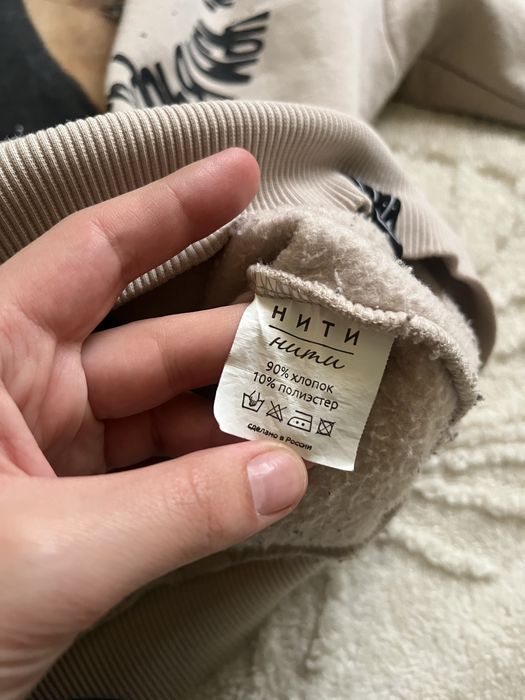 НИТИ
нити
90% хлопок
10% полиэстер
сделано в России